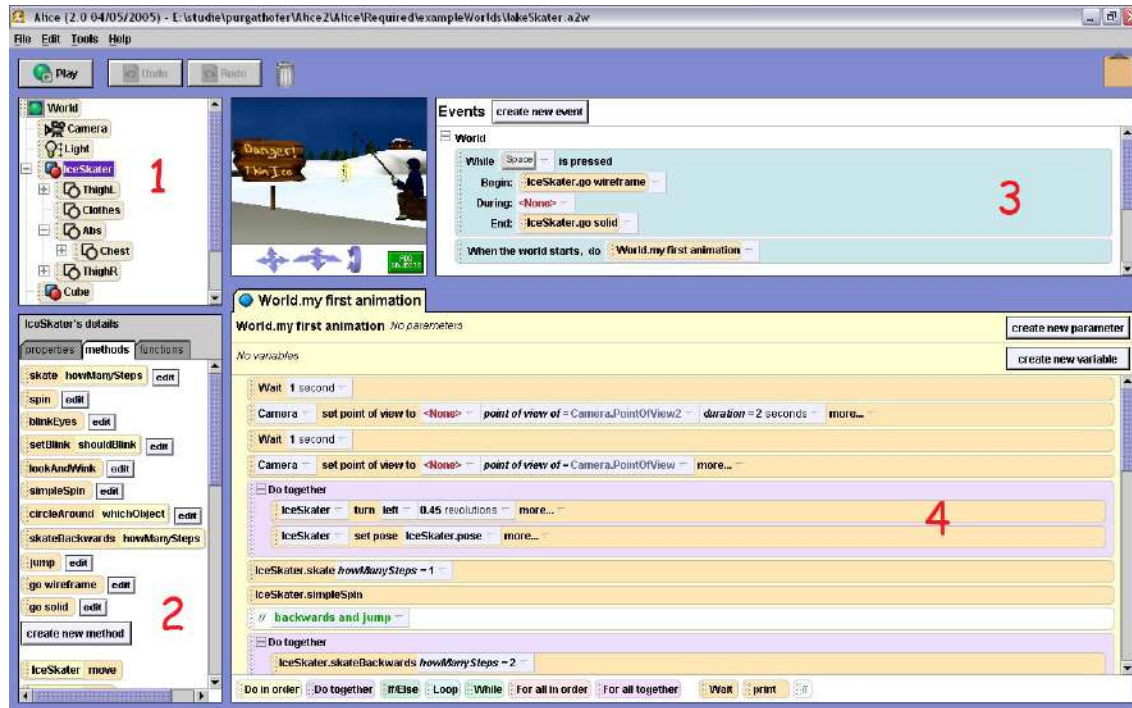 Alice (2.0 04/05/2005) - E:\studie\purgathofer\Alice2\Alice\Required\exampleWorlds\lakeSkater.a2w
File Edit Tools Help
Play Undo Redo
World
Camera
Light
IceSkater
ThighL
Clothes
Abs
Chest
ThighR
Cube
1
Danger!
Thin Ice
ADD OBJECTS
Events create new event
World
While Space is pressed
Begin: IceSkater.go wireframe
During: <None>
End: IceSkater.go solid
When the world starts, do World.my first animation
3
IceSkater's details
properties methods functions
skate howManySteps edit
spin edit
blinkEyes edit
setBlink shouldBlink edit
lookAndWink edit
simpleSpin edit
circleAround whichObject edit
skateBackwards howManySteps
jump edit
go wireframe edit
go solid edit
create new method
IceSkater move
2
World.my first animation
World.my first animation No parameters create new parameter
No variables create new variable
Wait 1 second
Camera set point of view to <None> point of view of = Camera.PointOfView2 duration = 2 seconds more...
Wait 1 second
Camera set point of view to <None> point of view of = Camera.PointOfView more...
Do together
IceSkater turn left 0.45 revolutions more...
IceSkater set pose IceSkater.pose more...
IceSkater.skate howManySteps = 1
IceSkater.simpleSpin
// backwards and jump
Do together
IceSkater.skateBackwards howManySteps = 2
4
Do in order Do together If/Else Loop While For all in order For all together Wait print //